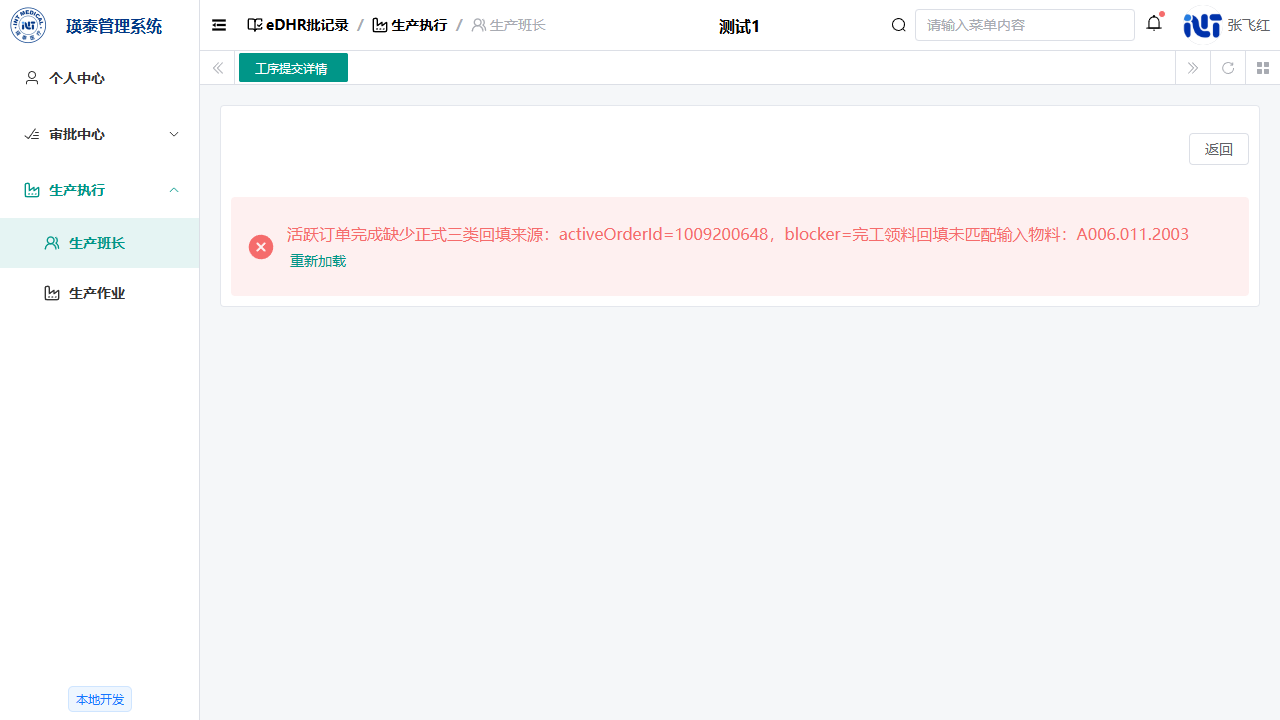 瑛泰管理系统
eDHR批记录 / 生产执行 / 生产班长
测试1
请输入菜单内容
张飞红
个人中心
审批中心
生产执行
生产班长
生产作业
工序提交详情
返回
活跃订单完成缺少正式三类回填来源：activeOrderId=1009200648，blocker=完工领料回填未匹配输入物料：A006.011.2003
重新加载
本地开发